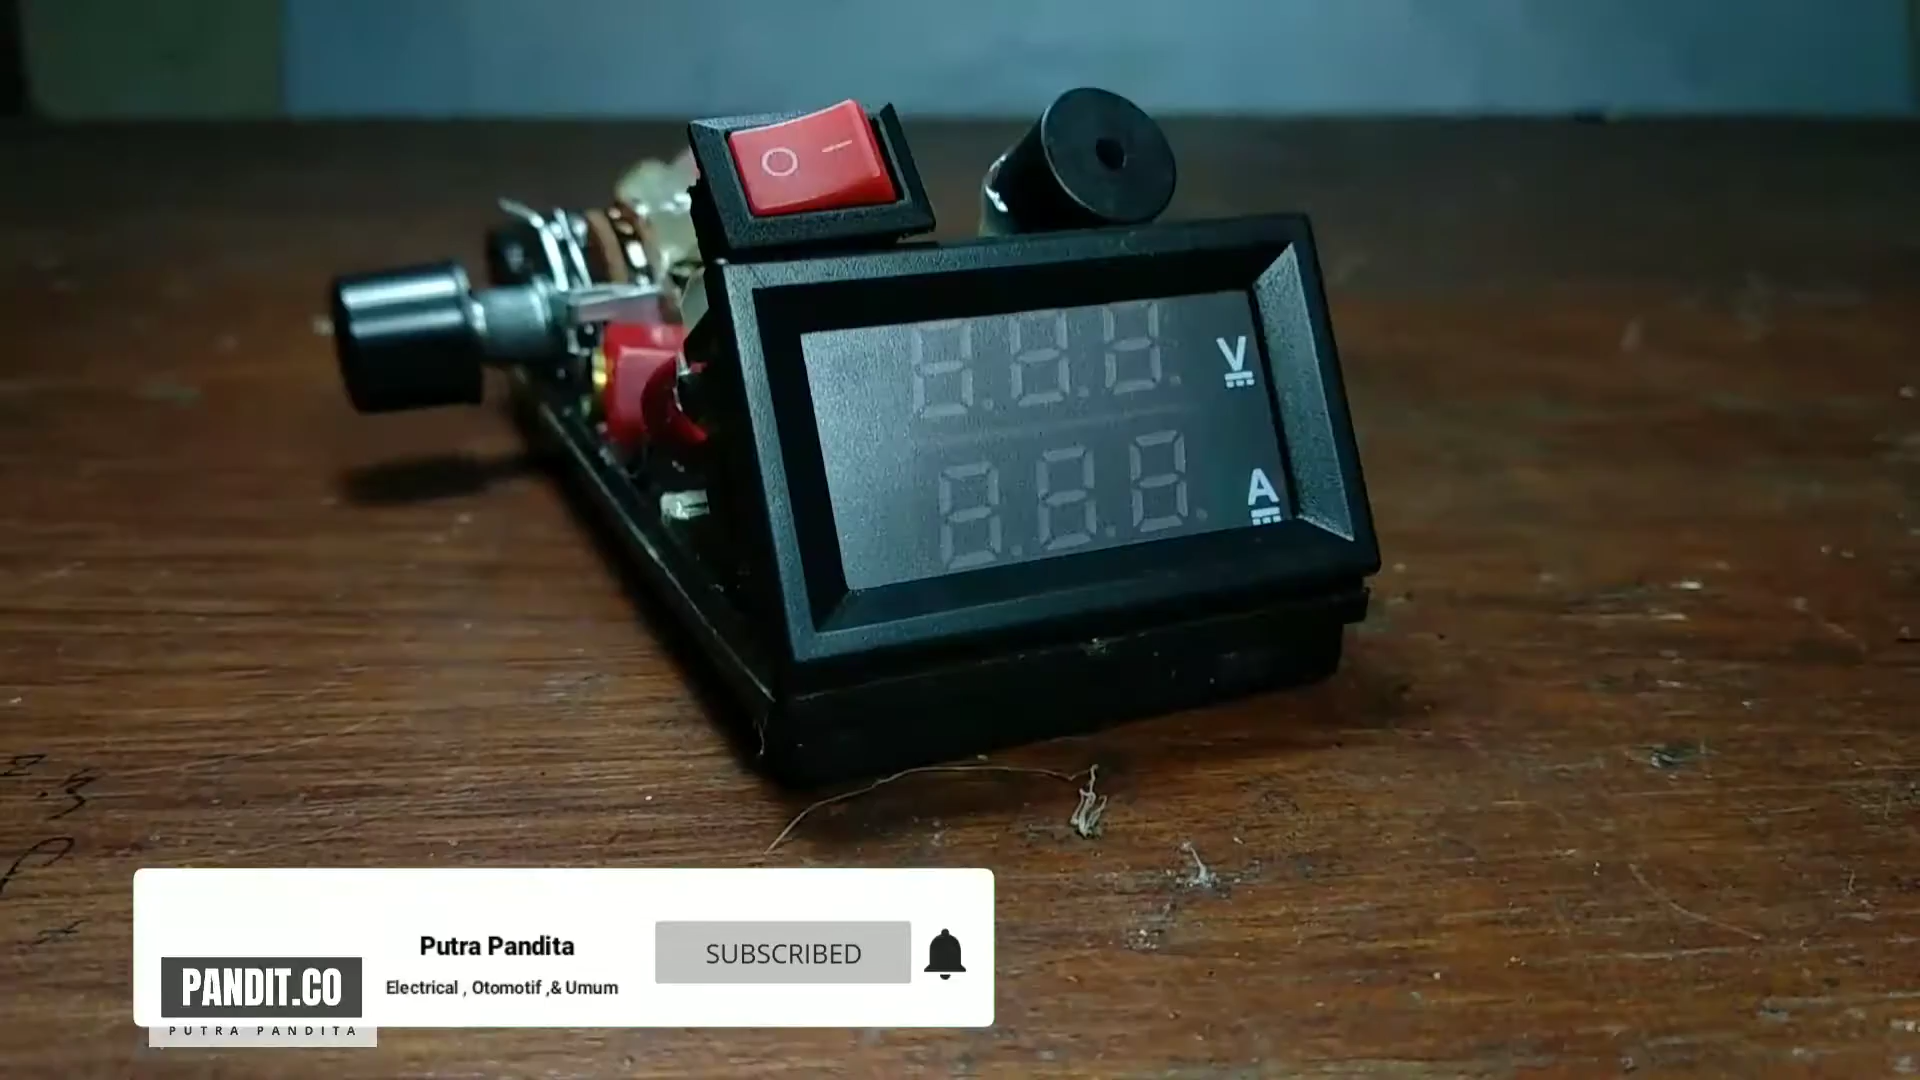 V
A
Putra Pandita
SUBSCRIBED
Electrical , Otomotif ,& Umum
PANDIT.CO
PUTRA PANDITA